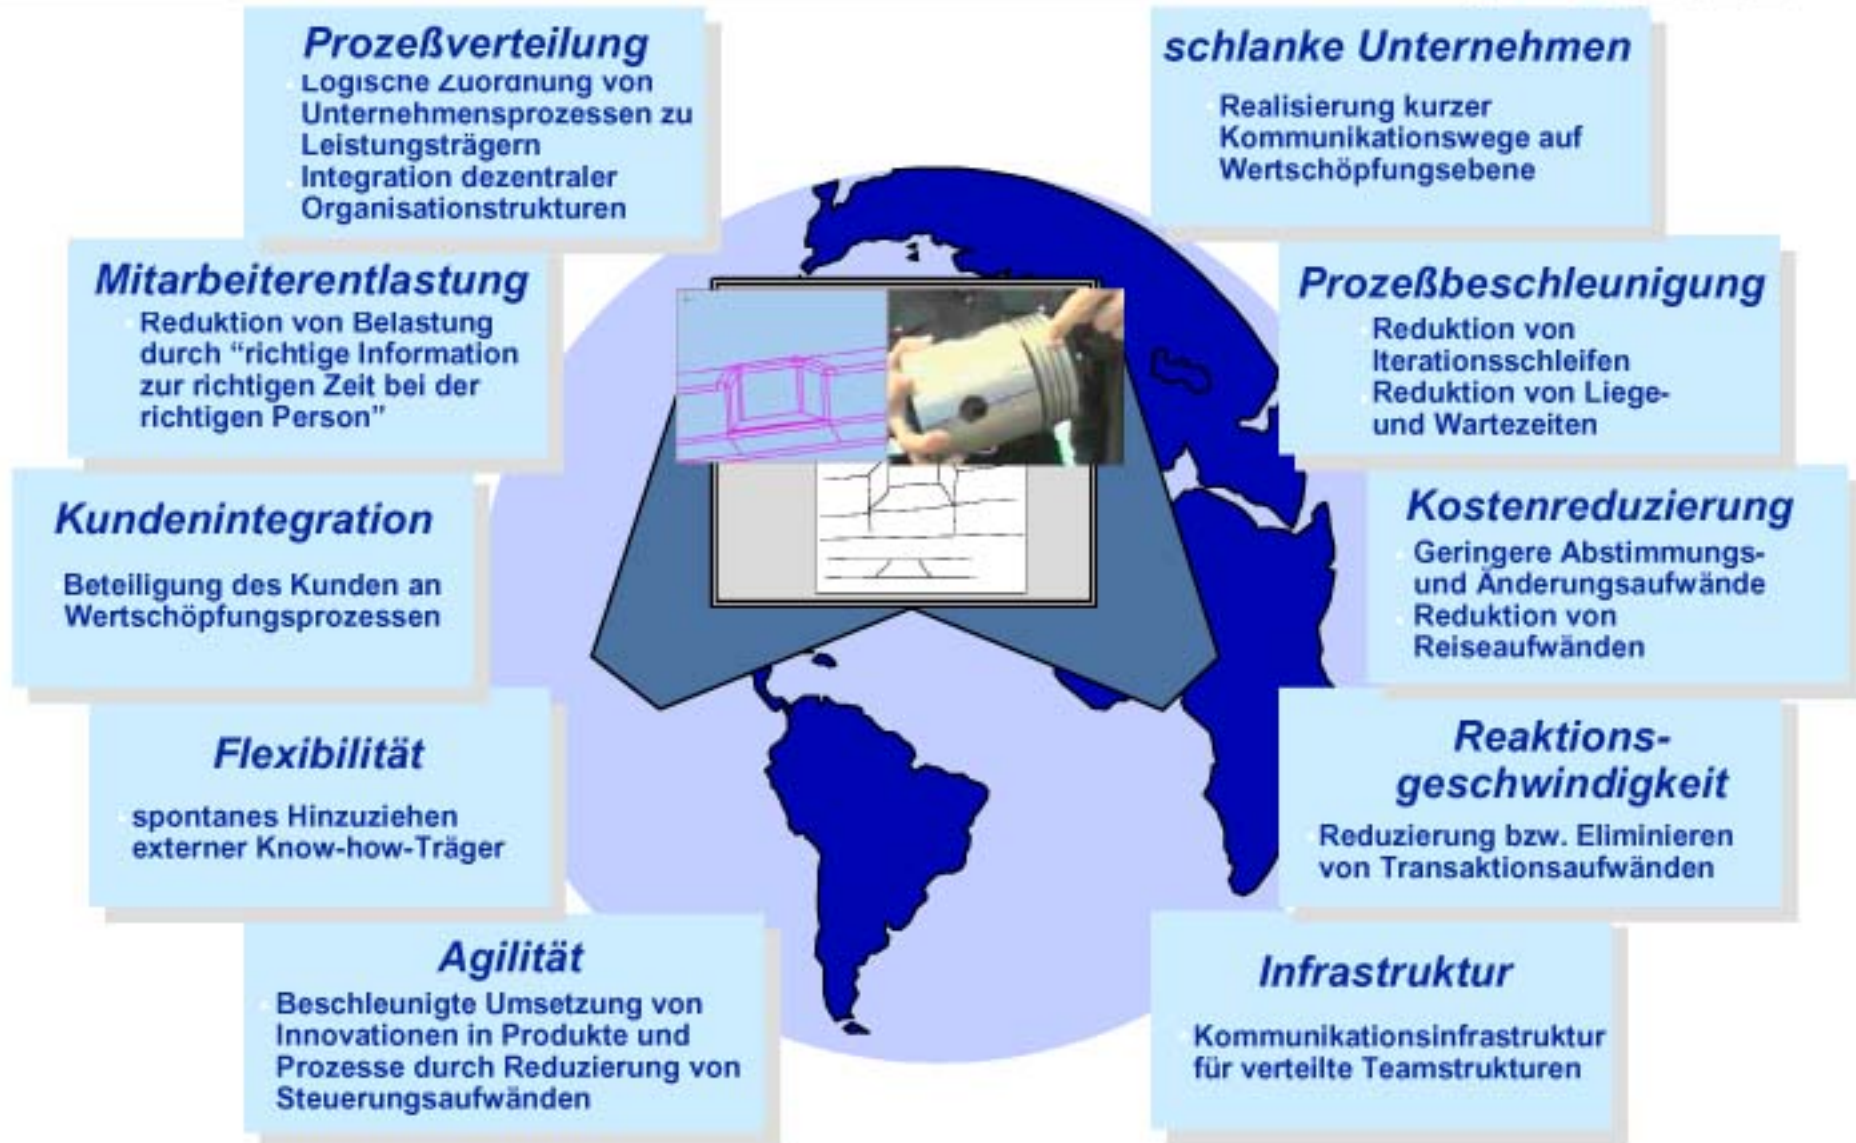 Prozeßverteilung
Logische Zuordnung von
Unternehmensprozessen zu
Leistungsträgern
Integration dezentraler
Organisationstrukturen
Mitarbeiterentlastung
Reduktion von Belastung
durch “richtige Information
zur richtigen Zeit bei der
richtigen Person”
Kundenintegration
Beteiligung des Kunden an
Wertschöpfungsprozessen
Flexibilität
spontanes Hinzuziehen
externer Know-how-Träger
Agilität
Beschleunigte Umsetzung von
Innovationen in Produkte und
Prozesse durch Reduzierung von
Steuerungsaufwänden
schlanke Unternehmen
Realisierung kurzer
Kommunikationswege auf
Wertschöpfungsebene
Prozeßbeschleunigung
Reduktion von
Iterationsschleifen
Reduktion von Liege-
und Wartezeiten
Kostenreduzierung
Geringere Abstimmungs-
und Änderungsaufwände
Reduktion von
Reiseaufwänden
Reaktions-
geschwindigkeit
Reduzierung bzw. Eliminieren
von Transaktionsaufwänden
Infrastruktur
Kommunikationsinfrastruktur
für verteilte Teamstrukturen